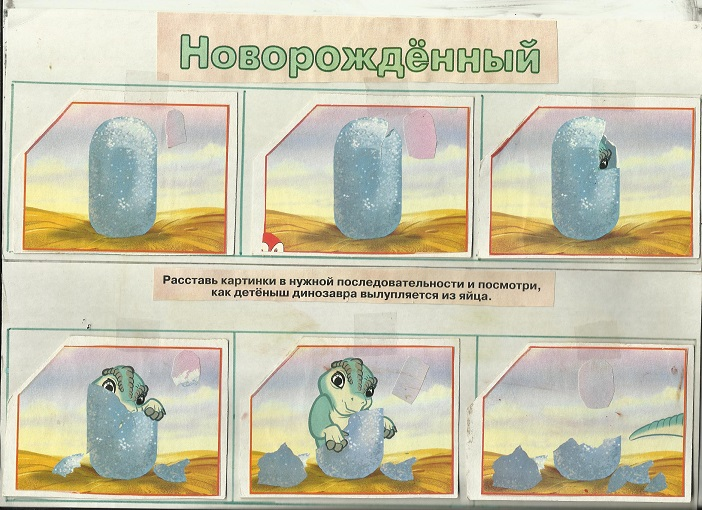 Новорождённый
Расставь картинки в нужной последовательности и посмотри,
как детёныш динозавра вылупляется из яйца.